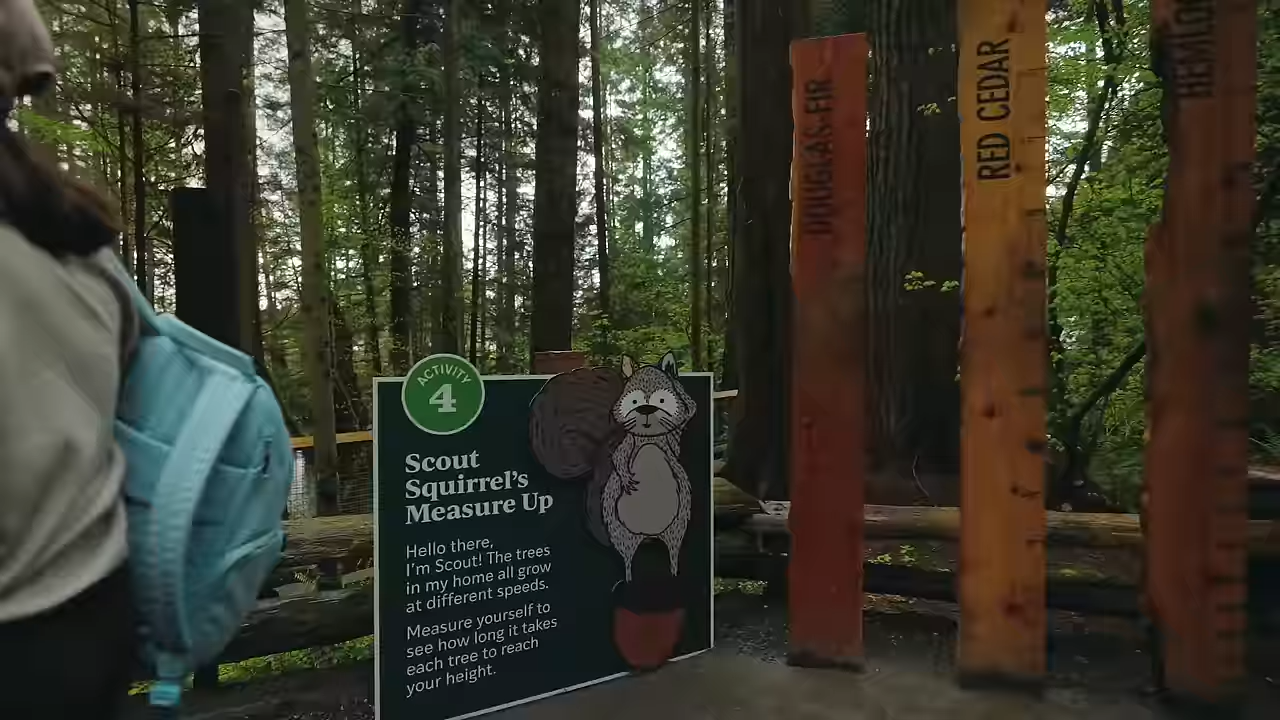 ACTIVITY
4
Scout
Squirrel's
Measure Up
Hello there,
I'm Scout! The trees
in my home all grow
at different speeds.
Measure yourself to
see how long it takes
each tree to reach
your height.
DOUGLAS-FIR
RED CEDAR